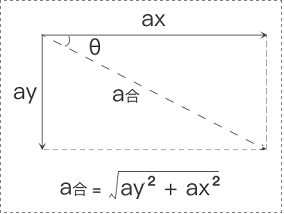 ax
θ
ay
a合
a合 = √ay² + ax²